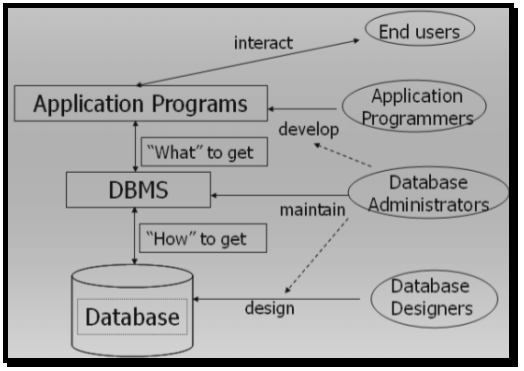 End users
interact
Application Programs
Application
Programmers
develop
“What” to get
DBMS
Database
Administrators
maintain
“How” to get
Database
design
Database
Designers